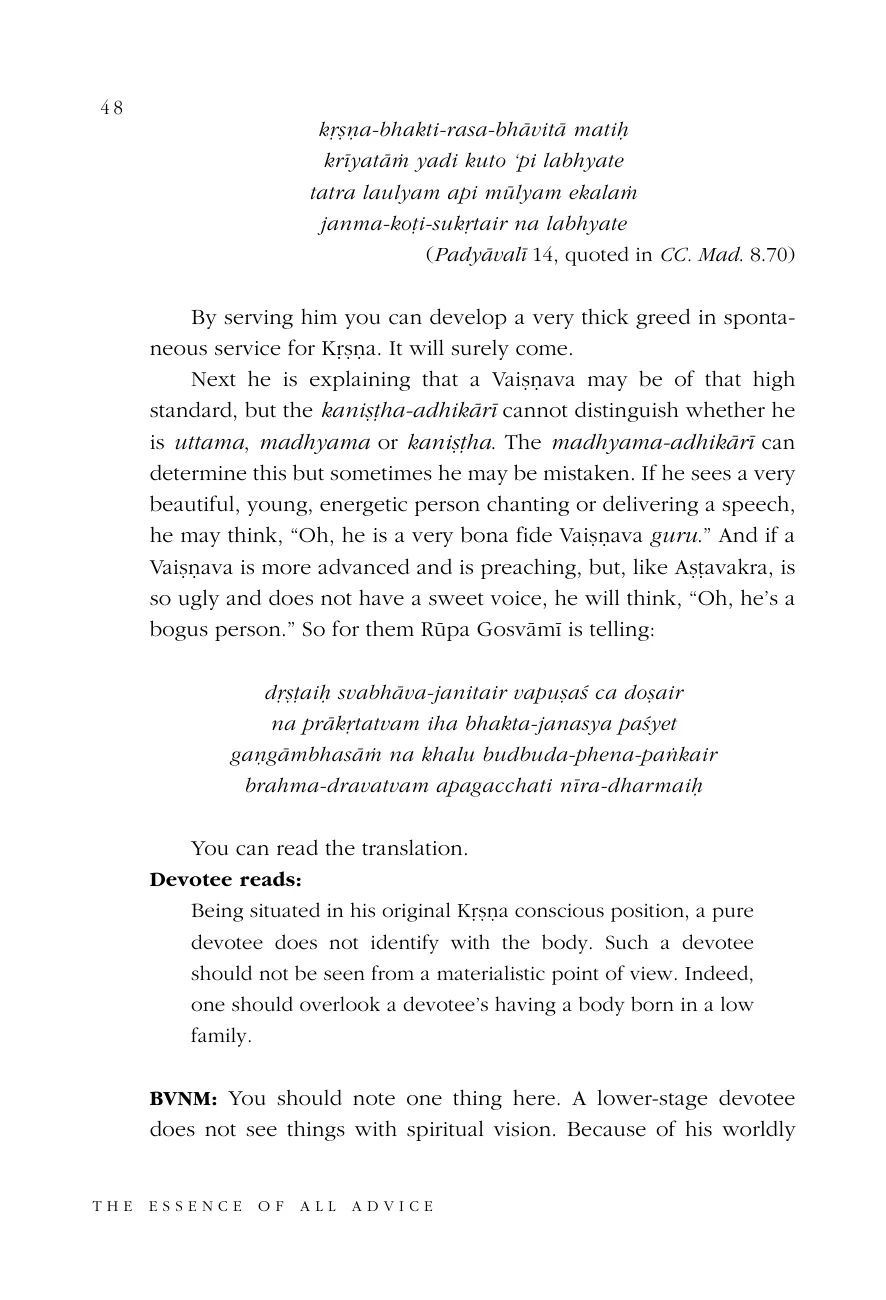 48
kṛṣṇa-bhakti-rasa-bhāvitā matiḥ
krīyatāṁ yadi kuto ‘pi labhyate
tatra laulyam api mūlyam ekalaṁ
janma-koṭi-sukṛtair na labhyate
(Padyāvalī 14, quoted in CC. Mad. 8.70)
By serving him you can develop a very thick greed in sponta-
neous service for Kṛṣṇa. It will surely come.
Next he is explaining that a Vaiṣṇava may be of that high
standard, but the kaniṣṭha-adhikārī cannot distinguish whether he
is uttama, madhyama or kaniṣṭha. The madhyama-adhikārī can
determine this but sometimes he may be mistaken. If he sees a very
beautiful, young, energetic person chanting or delivering a speech,
he may think, “Oh, he is a very bona fide Vaiṣṇava guru.” And if a
Vaiṣṇava is more advanced and is preaching, but, like Aṣṭavakra, is
so ugly and does not have a sweet voice, he will think, “Oh, he’s a
bogus person.” So for them Rūpa Gosvāmī is telling:
dṛṣṭaiḥ svabhāva-janitair vapuṣaś ca doṣair
na prākṛtatvam iha bhakta-janasya paśyet
gaṇgāmbhasāṁ na khalu budbuda-phena-paṅkair
brahma-dravatvam apagacchati nīra-dharmaiḥ
You can read the translation.
Devotee reads:
Being situated in his original Kṛṣṇa conscious position, a pure
devotee does not identify with the body. Such a devotee
should not be seen from a materialistic point of view. Indeed,
one should overlook a devotee’s having a body born in a low
family.
BVNM: You should note one thing here. A lower-stage devotee
does not see things with spiritual vision. Because of his worldly
THE ESSENCE OF ALL ADVICE